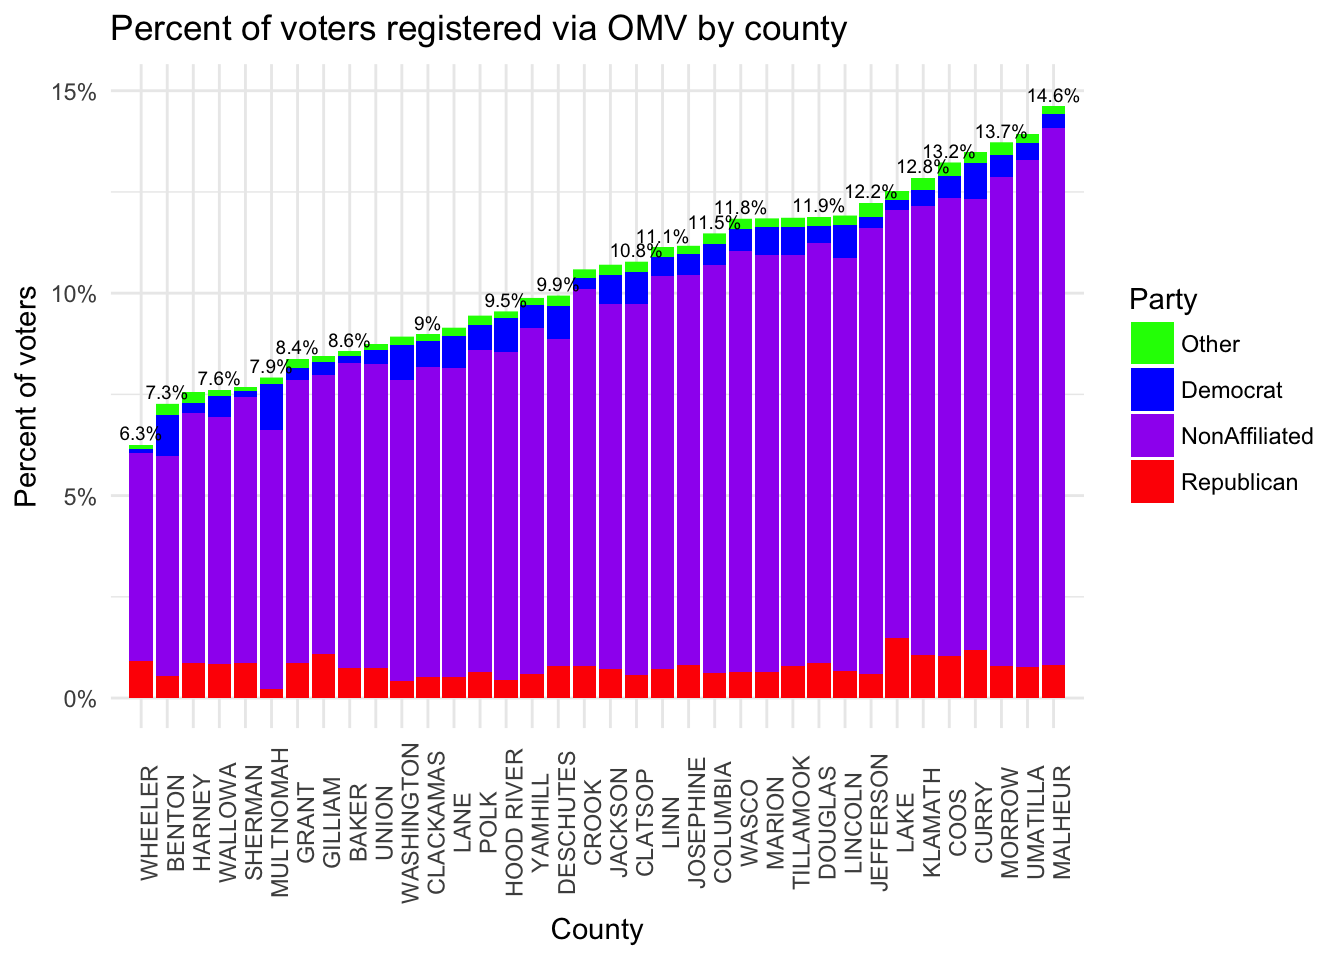 Percent of voters registered via OMV by county
Percent of voters
15%
10%
5%
0%
6.3%
7.3%
7.6%
7.9%
8.4%
8.6%
9%
9.5%
9.9%
10.8%
11.1%
11.5%
11.8%
11.9%
12.2%
12.8%
13.2%
13.7%
14.6%
WHEELER
BENTON
HARNEY
WALLOWA
SHERMAN
MULTNOMAH
GRANT
GILLIAM
BAKER
UNION
WASHINGTON
CLACKAMAS
LANE
POLK
HOOD RIVER
YAMHILL
DESCHUTES
CROOK
JACKSON
CLATSOP
LINN
JOSEPHINE
COLUMBIA
WASCO
MARION
TILLAMOOK
DOUGLAS
LINCOLN
JEFFERSON
LAKE
KLAMATH
COOS
CURRY
MORROW
UMATILLA
MALHEUR
County
Party
Other
Democrat
NonAffiliated
Republican